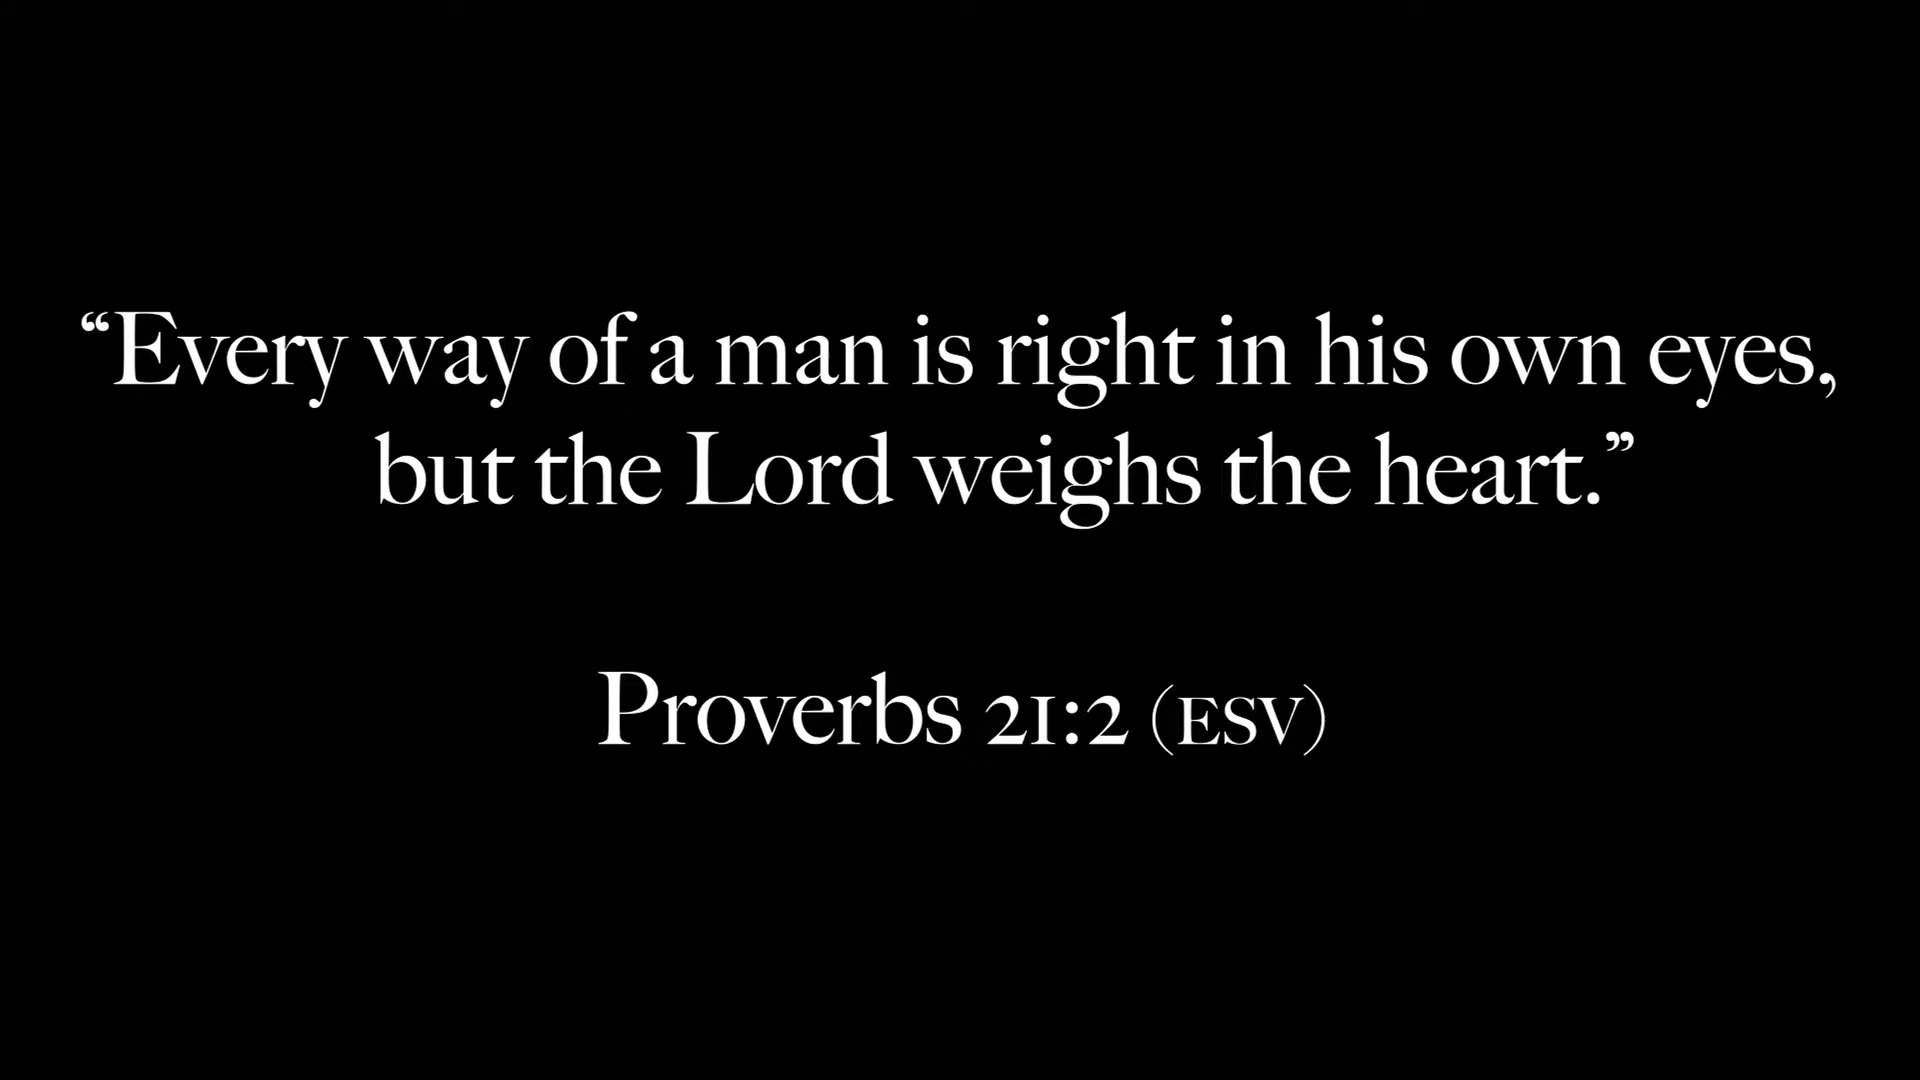 “Every way of a man is right in his own eyes,
but the Lord weighs the heart.”
Proverbs 21:2 (ESV)